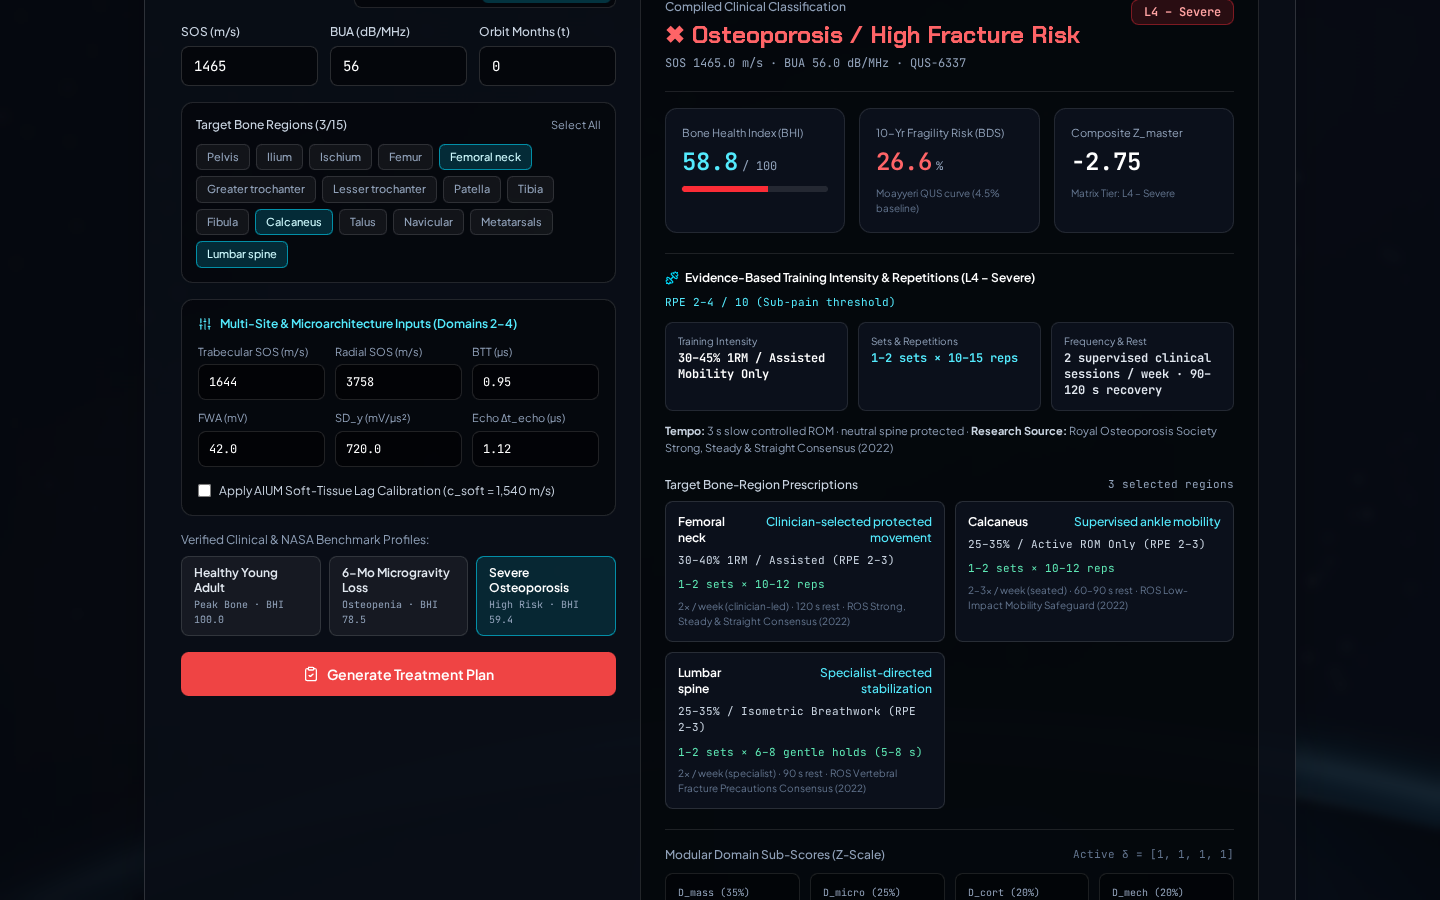 SOS (m/s)
BUA (dB/MHz)
Orbit Months (t)
1465
56
0
Target Bone Regions (3/15)
Select All
Pelvis
Ilium
Ischium
Femur
Femoral neck
Greater trochanter
Lesser trochanter
Patella
Tibia
Fibula
Calcaneus
Talus
Navicular
Metatarsals
Lumbar spine
Multi-Site & Microarchitecture Inputs (Domains 2–4)
Trabecular SOS (m/s)
Radial SOS (m/s)
BTT (μs)
1644
3758
0.95
FWA (mV)
SD_y (mV/μs²)
Echo Δt_echo (μs)
42.0
720.0
1.12
Apply AIUM Soft-Tissue Lag Calibration (c_soft = 1,540 m/s)
Verified Clinical & NASA Benchmark Profiles:
Healthy Young
Adult
Peak Bone · BHI
100.0
6-Mo Microgravity
Loss
Osteopenia · BHI
78.5
Severe
Osteoporosis
High Risk · BHI
59.4
Generate Treatment Plan
Compiled Clinical Classification
L4 – Severe
✖ Osteoporosis / High Fracture Risk
SOS 1465.0 m/s · BUA 56.0 dB/MHz · QUS-6337
Bone Health Index (BHI)
58.8 / 100
10-Yr Fragility Risk (BDS)
26.6 %
Moayyeri QUS curve (4.5%
baseline)
Composite Z_master
-2.75
Matrix Tier: L4 – Severe
Evidence-Based Training Intensity & Repetitions (L4 – Severe)
RPE 2–4 / 10 (Sub-pain threshold)
Training Intensity
30–45% 1RM / Assisted
Mobility Only
Sets & Repetitions
1–2 sets × 10–15 reps
Frequency & Rest
2 supervised clinical
sessions / week · 90–
120 s recovery
Tempo: 3 s slow controlled ROM · neutral spine protected · Research Source: Royal Osteoporosis Society
Strong, Steady & Straight Consensus (2022)
Target Bone-Region Prescriptions
3 selected regions
Femoral
neck
Clinician-selected protected
movement
30–40% 1RM / Assisted (RPE 2–3)
1–2 sets × 10–12 reps
2× / week (clinician-led) · 120 s rest · ROS Strong,
Steady & Straight Consensus (2022)
Calcaneus
Supervised ankle mobility
25–35% / Active ROM Only (RPE 2–3)
1–2 sets × 10–12 reps
2–3× / week (seated) · 60–90 s rest · ROS Low-
Impact Mobility Safeguard (2022)
Lumbar
spine
Specialist-directed
stabilization
25–35% / Isometric Breathwork (RPE
2–3)
1–2 sets × 6–8 gentle holds (5–8 s)
2× / week (specialist) · 90 s rest · ROS Vertebral
Fracture Precautions Consensus (2022)
Modular Domain Sub-Scores (Z-Scale)
Active δ = [1, 1, 1, 1]
D_mass (35%)
D_micro (25%)
D_cort (20%)
D_mech (20%)